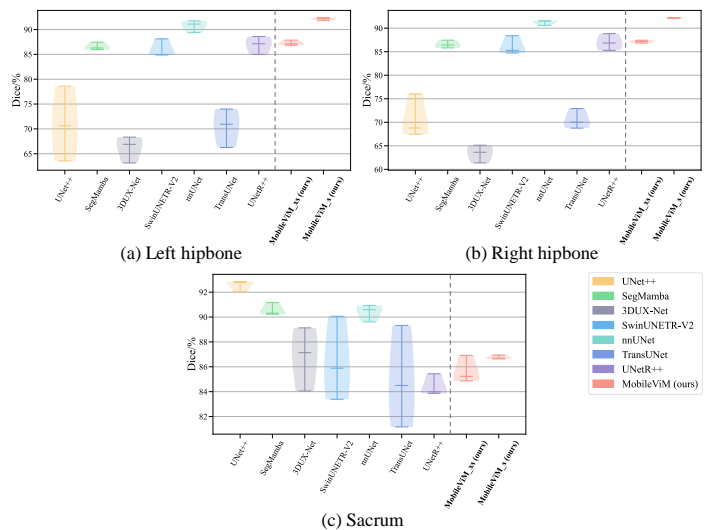 Dice/%
90
85
80
75
70
65
UNet++
SegMamba
3DUX-Net
SwinUNETR-V2
nnUNet
TransUNet
UNetR++
MobileViM_xs (ours)
MobileViM_s (ours)
(a) Left hipbone
Dice/%
90
85
80
75
70
65
60
UNet++
SegMamba
3DUX-Net
SwinUNETR-V2
nnUNet
TransUNet
UNetR++
MobileViM_xs (ours)
MobileViM_s (ours)
(b) Right hipbone
Dice/%
92
90
88
86
84
82
UNet++
SegMamba
3DUX-Net
SwinUNETR-V2
nnUNet
TransUNet
UNetR++
MobileViM_xs (ours)
MobileViM_s (ours)
(c) Sacrum
UNet++
SegMamba
3DUX-Net
SwinUNETR-V2
nnUNet
TransUNet
UNETR++
MobileViM (ours)